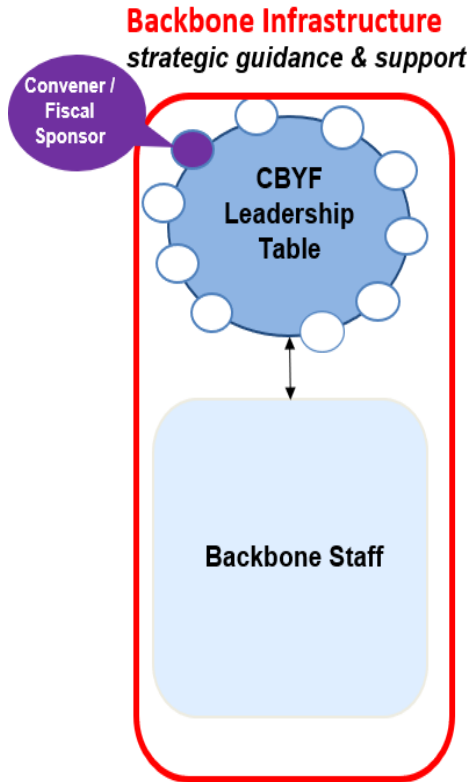 Backbone Infrastructure
strategic guidance & support
Convener /
Fiscal
Sponsor
CBYF
Leadership
Table
Backbone Staff